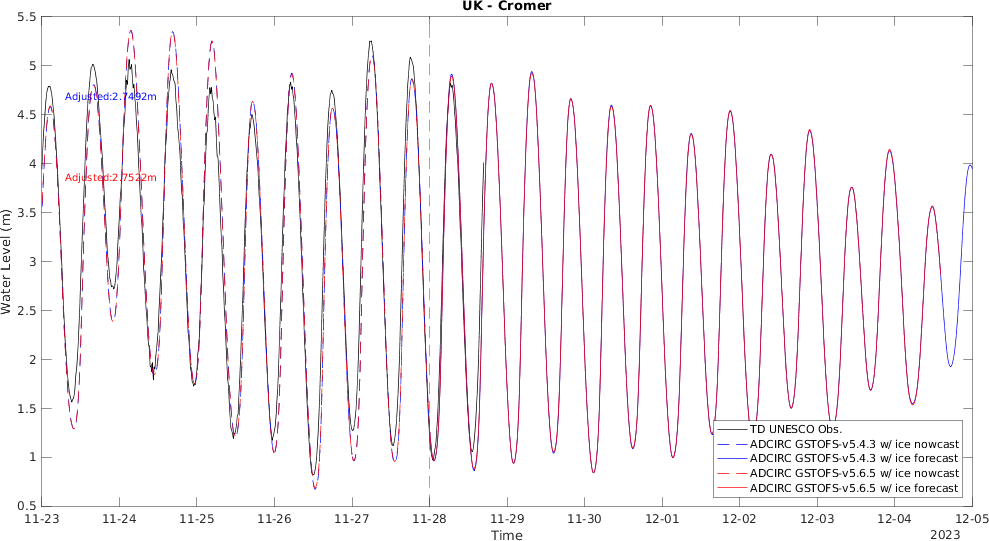 UK - Cromer
5.5
5
4.5
4
3.5
3
2.5
2
1.5
1
0.5
Water Level (m)
Adjusted:2.7492m
Adjusted:2.7522m
TD UNESCO Obs.
ADCIRC GSTOFS-v5.4.3 w/ ice nowcast
ADCIRC GSTOFS-v5.4.3 w/ ice forecast
ADCIRC GSTOFS-v5.6.5 w/ ice nowcast
ADCIRC GSTOFS-v5.6.5 w/ ice forecast
11-23 11-24 11-25 11-26 11-27 11-28 11-29 11-30 12-01 12-02 12-03 12-04 12-05
Time
2023